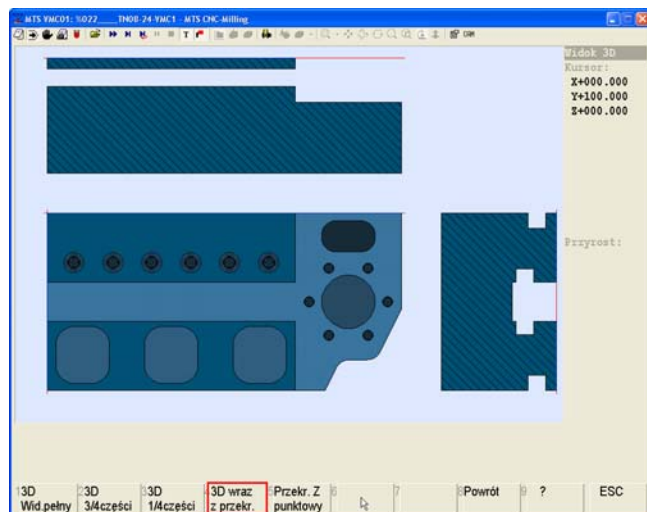 MTS VMC01: %022____TN08-24-VMC1 - MTS CNC-Milling
Widok 3D
Kursor:
X+000.000
Y+100.000
Z+000.000
Przyrost:
1 3D Wid.pełny
2 3D 3/4części
3 3D 1/4części
3D wraz z przekr.
5 Przekr. Z punktowy
6
7
8 Powrót
9 ?
ESC